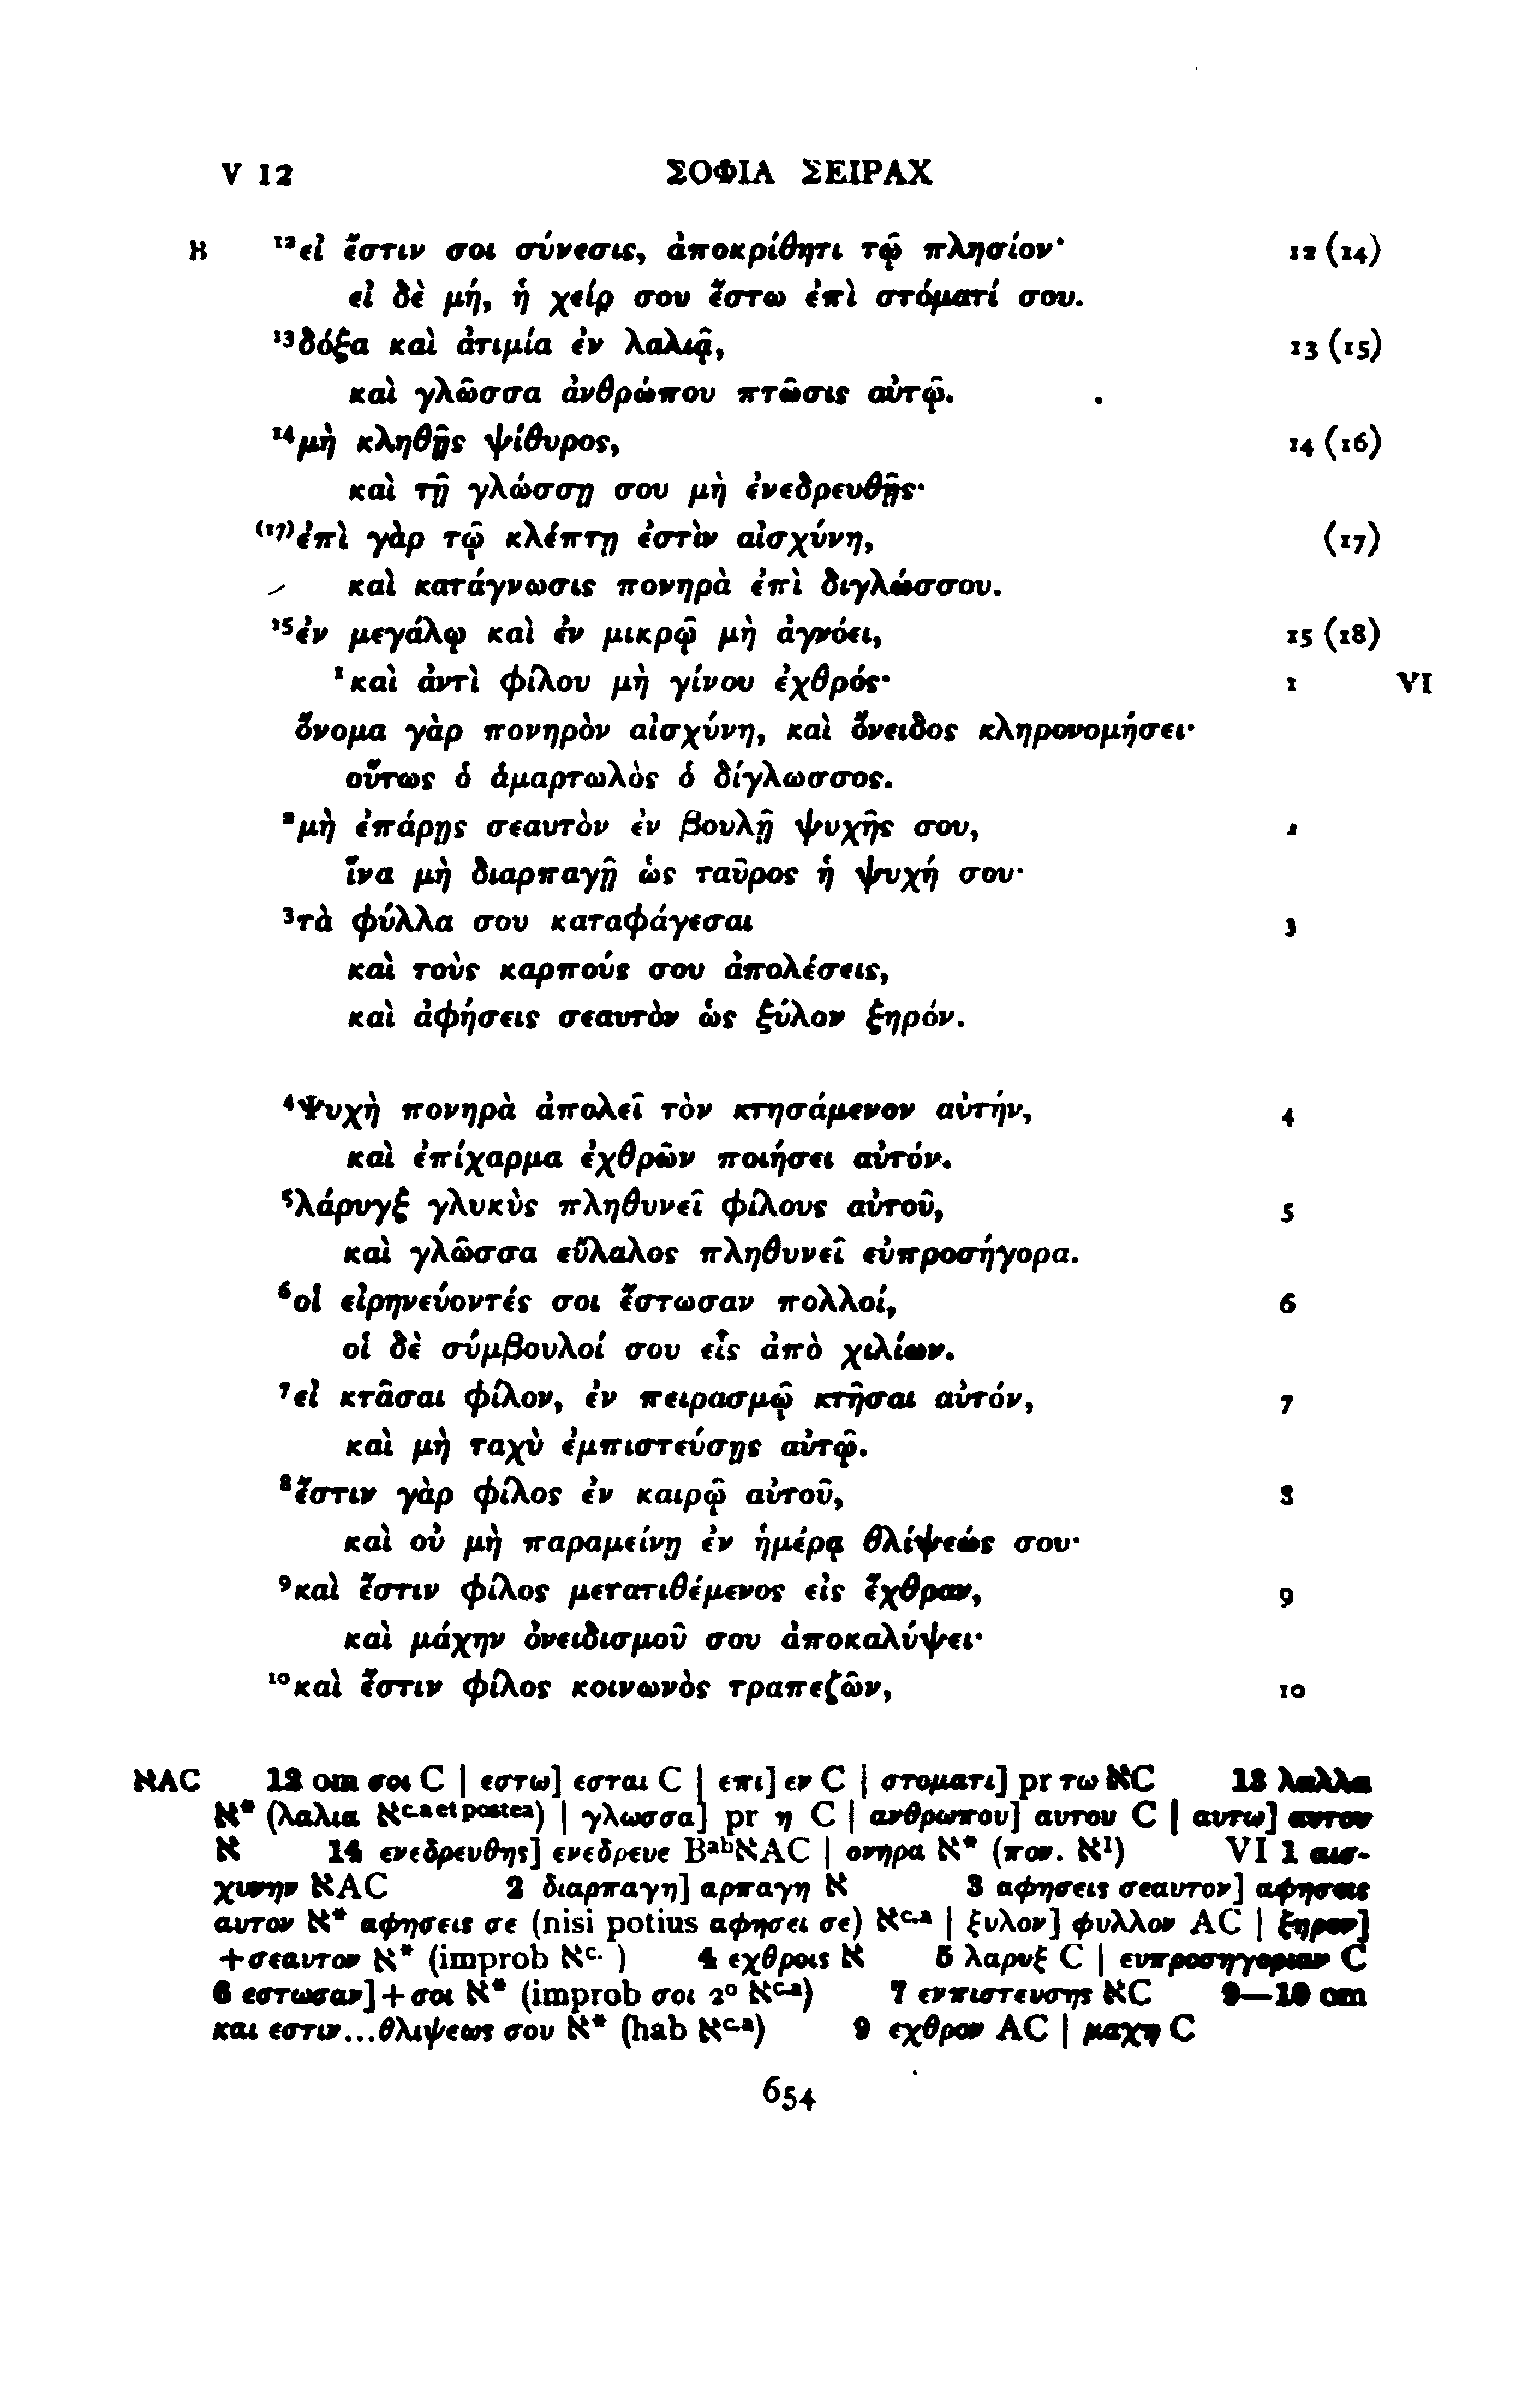 V 12 ΣΟΦΙΑ ΣΕΙΡΑΧ
B ¹²εἰ ἔστιν σοι σύνεσις, ἀποκρίθητι τῷ πλησίον· 12 (14)
εἰ δὲ μή, ἡ χείρ σου ἔστω ἐπὶ στόματί σου.
¹³δόξα καὶ ἀτιμία ἐν λαλιᾷ, 13 (15)
καὶ γλῶσσα ἀνθρώπου πτῶσις αὐτῷ.
¹⁴μὴ κληθῇς ψίθυρος, 14 (16)
καὶ τῇ γλώσσῃ σου μὴ ἐνεδρευθῇς·
⁽¹⁷⁾ἐπὶ γὰρ τῷ κλέπτῃ ἐστὶν αἰσχύνη, (17)
καὶ κατάγνωσις πονηρὰ ἐπὶ διγλώσσου.
¹⁵ἐν μεγάλῳ καὶ ἐν μικρῷ μὴ ἀγνόει, 15 (18)
¹καὶ ἀντὶ φίλου μὴ γίνου ἐχθρός· 1 VI
ὄνομα γὰρ πονηρὸν αἰσχύνη, καὶ ὄνειδος κληρονομήσει·
οὕτως ὁ ἁμαρτωλὸς ὁ δίγλωσσος.
²μὴ ἐπάρῃς σεαυτὸν ἐν βουλῇ ψυχῆς σου, 2
ἵνα μὴ διαρπαγῇ ὡς ταῦρος ἡ ψυχή σου·
³τὰ φύλλα σου καταφάγεσαι 3
καὶ τοὺς καρπούς σου ἀπολέσεις,
καὶ ἀφήσεις σεαυτὸν ὡς ξύλον ξηρόν.
⁴Ψυχὴ πονηρὰ ἀπολεῖ τὸν κτησάμενον αὐτήν, 4
καὶ ἐπίχαρμα ἐχθρῶν ποιήσει αὐτόν.
⁵λάρυγξ γλυκὺς πληθυνεῖ φίλους αὐτοῦ, 5
καὶ γλῶσσα εὔλαλος πληθυνεῖ εὐπροσήγορα.
⁶οἱ εἰρηνεύοντές σοι ἔστωσαν πολλοί, 6
οἱ δὲ σύμβουλοί σου εἷς ἀπὸ χιλίων.
⁷εἰ κτᾶσαι φίλον, ἐν πειρασμῷ κτῆσαι αὐτόν, 7
καὶ μὴ ταχὺ ἐμπιστεύσῃς αὐτῷ.
⁸ἔστιν γὰρ φίλος ἐν καιρῷ αὐτοῦ, 8
καὶ οὐ μὴ παραμείνῃ ἐν ἡμέρᾳ θλίψεώς σου·
⁹καὶ ἔστιν φίλος μετατιθέμενος εἰς ἔχθραν, 9
καὶ μάχην ὀνειδισμοῦ σου ἀποκαλύψει·
¹⁰καὶ ἔστιν φίλος κοινωνὸς τραπεζῶν, 10
אAC 12 om σοι C | εστω] εσται C | επι] εν C | στοματι] pr τω אC 13 λαλλα
א* (λαλια א^c.a et postea) | γλωσσα] pr η C | ανθρωπου] αυτου C | αυτω] αυτου
א 14 ενεδρευθης] ενεδρευε B^abאAC | ονηρα א* (πον. א¹) VI 1 αισ-
χυνην אAC 2 διαρπαγη] αρπαγη א 3 αφησεις σεαυτον] αφησεις
αυτον א* αφησεις σε (nisi potius αφησει σε) א^c.a | ξυλον] φυλλον AC | ξηρον]
+σεαυτον א* (improb א^c. ) 4 εχθροις א 5 λαρυξ C | ευπροσηγοριαν C
6 εστωσαν]+σοι א* (improb σοι 2° א^c.a) 7 ενπιστευσης אC 9—10 om
και εστιν...θλιψεως σου א* (hab א^c.a) 9 εχθρον AC | μαχη C
654